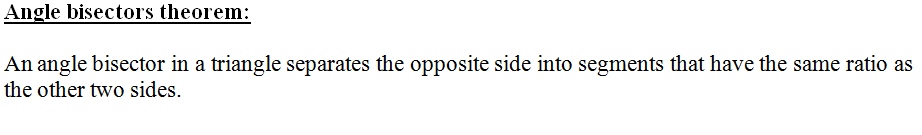 Angle bisectors theorem:
An angle bisector in a triangle separates the opposite side into segments that have the same ratio as
the other two sides.